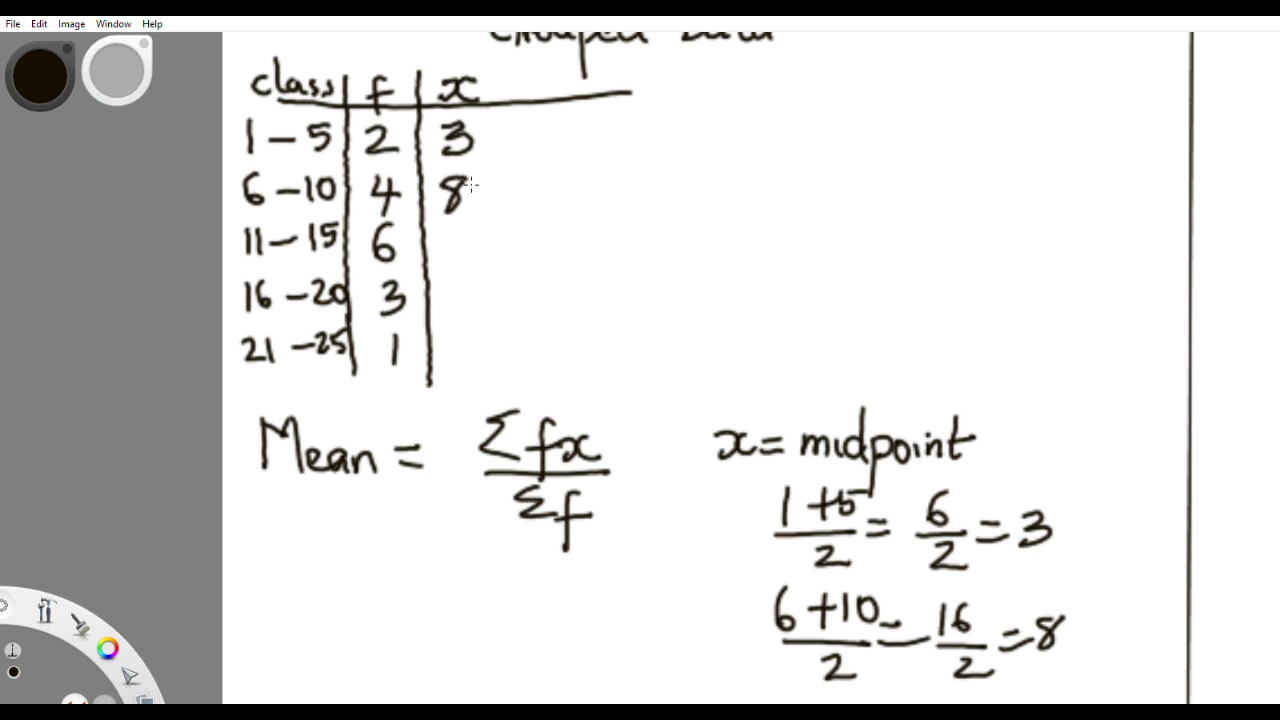 File Edit Image Window Help
Grouped Data
class f x
1 - 5 2 3
6 - 10 4 8
11 - 15 6
16 - 20 3
21 - 25 1
Mean = Σfx / Σf
x = midpoint
1 + 5 / 2 = 6 / 2 = 3
6 + 10 / 2 = 16 / 2 = 8